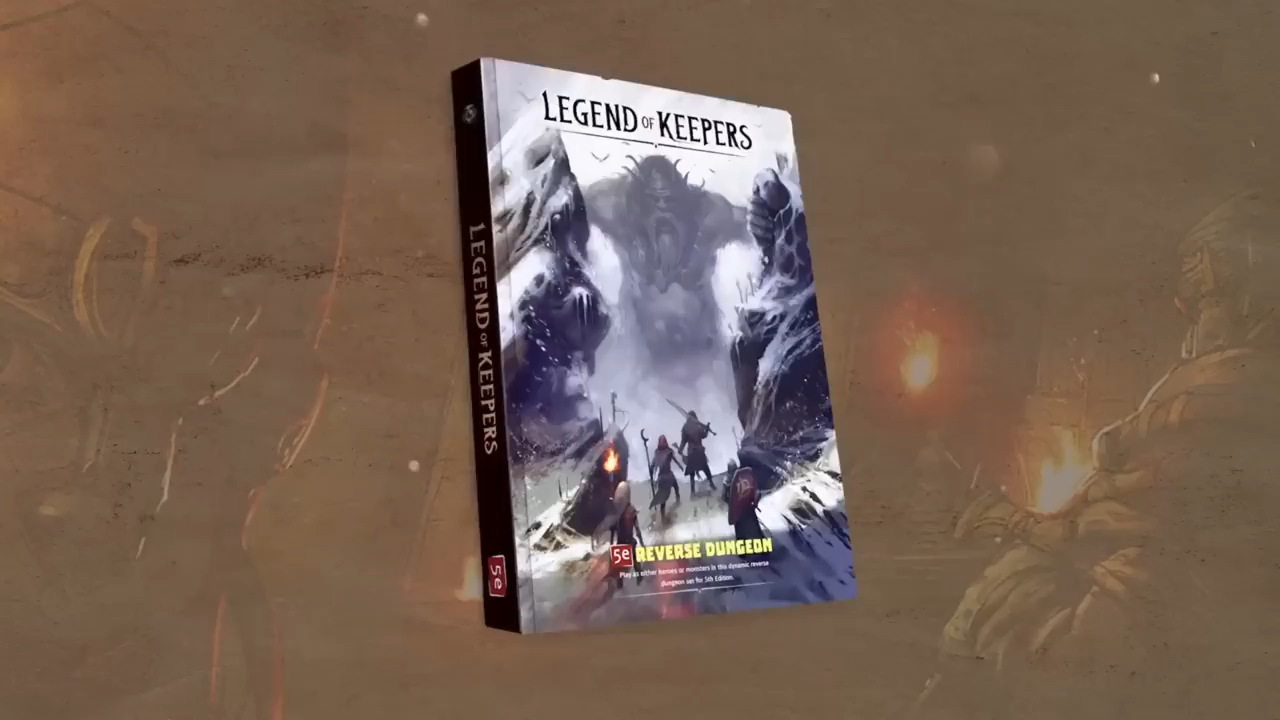 LEGEND OF KEEPERS
LEGEND OF KEEPERS
5e
5e REVERSE DUNGEON
Play as either heroes or monsters in this dynamic reverse
dungeon set for 5th Edition.